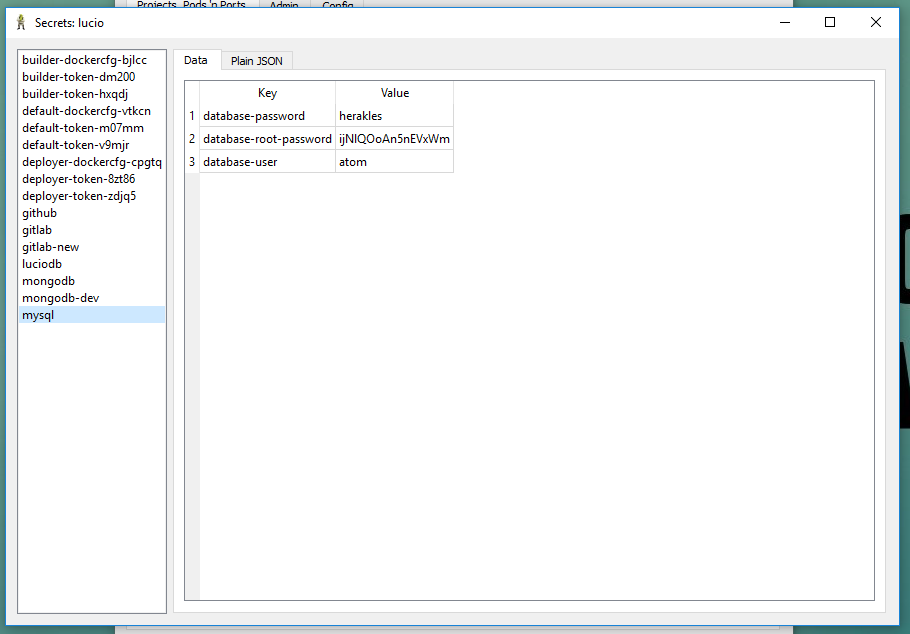 Projects, Pods 'n Ports Admin Config
Secrets: lucio
builder-dockercfg-bjlcc
builder-token-dm200
builder-token-hxqdj
default-dockercfg-vtkcn
default-token-m07mm
default-token-v9mjr
deployer-dockercfg-cpgtq
deployer-token-8zt86
deployer-token-zdjq5
github
gitlab
gitlab-new
luciodb
mongodb
mongodb-dev
mysql
Data Plain JSON
Key Value
1 database-password herakles
2 database-root-password ijNIQOoAn5nEVxWm
3 database-user atom